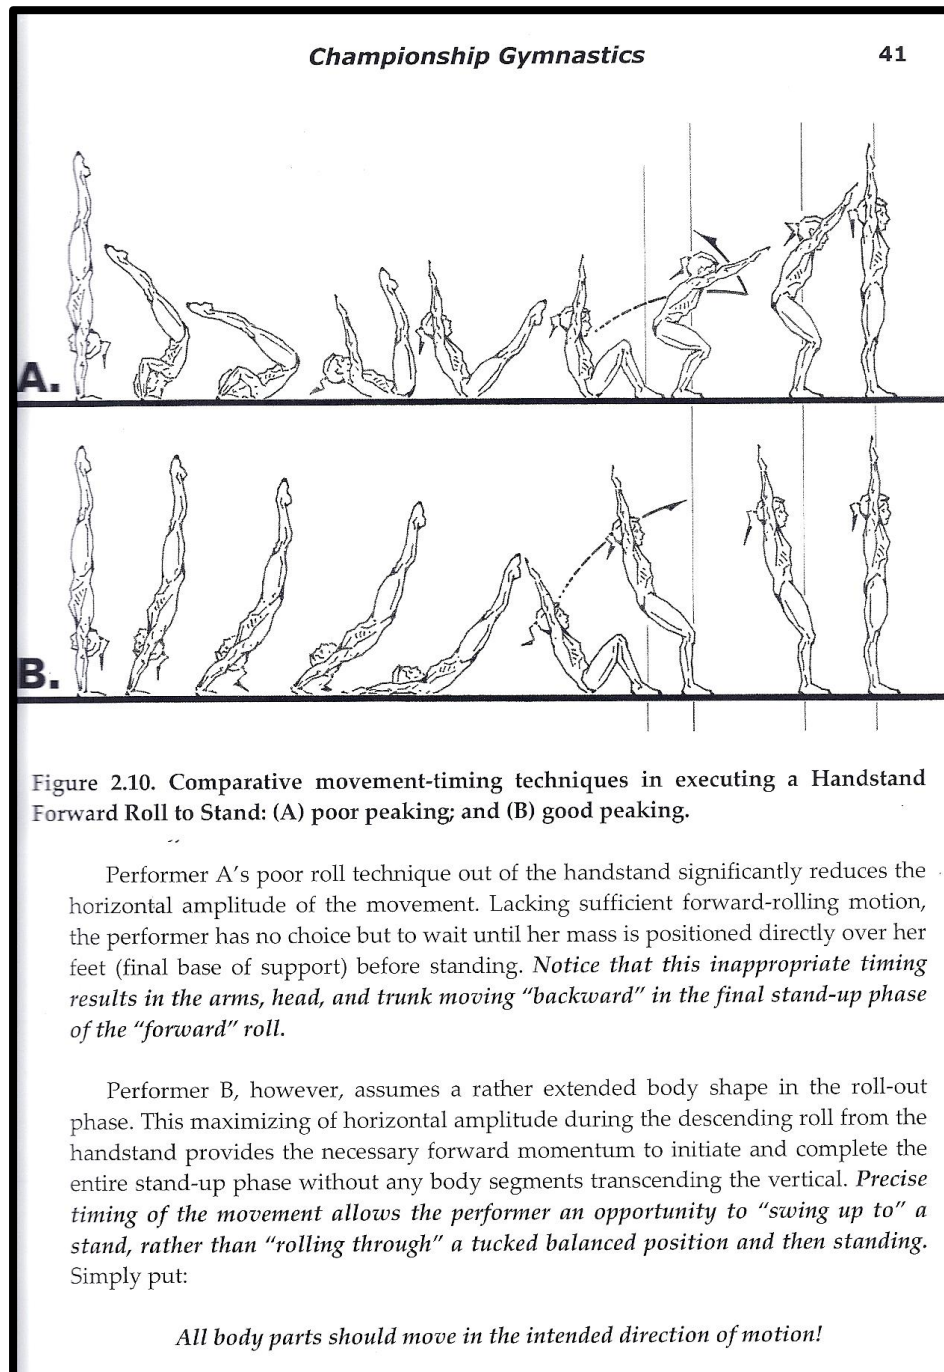 Championship Gymnastics 41
A.
B.
Figure 2.10. Comparative movement-timing techniques in executing a Handstand
Forward Roll to Stand: (A) poor peaking; and (B) good peaking.
Performer A's poor roll technique out of the handstand significantly reduces the
horizontal amplitude of the movement. Lacking sufficient forward-rolling motion,
the performer has no choice but to wait until her mass is positioned directly over her
feet (final base of support) before standing. Notice that this inappropriate timing
results in the arms, head, and trunk moving “backward” in the final stand-up phase
of the “forward” roll.
Performer B, however, assumes a rather extended body shape in the roll-out
phase. This maximizing of horizontal amplitude during the descending roll from the
handstand provides the necessary forward momentum to initiate and complete the
entire stand-up phase without any body segments transcending the vertical. Precise
timing of the movement allows the performer an opportunity to “swing up to” a
stand, rather than “rolling through” a tucked balanced position and then standing.
Simply put:
All body parts should move in the intended direction of motion!